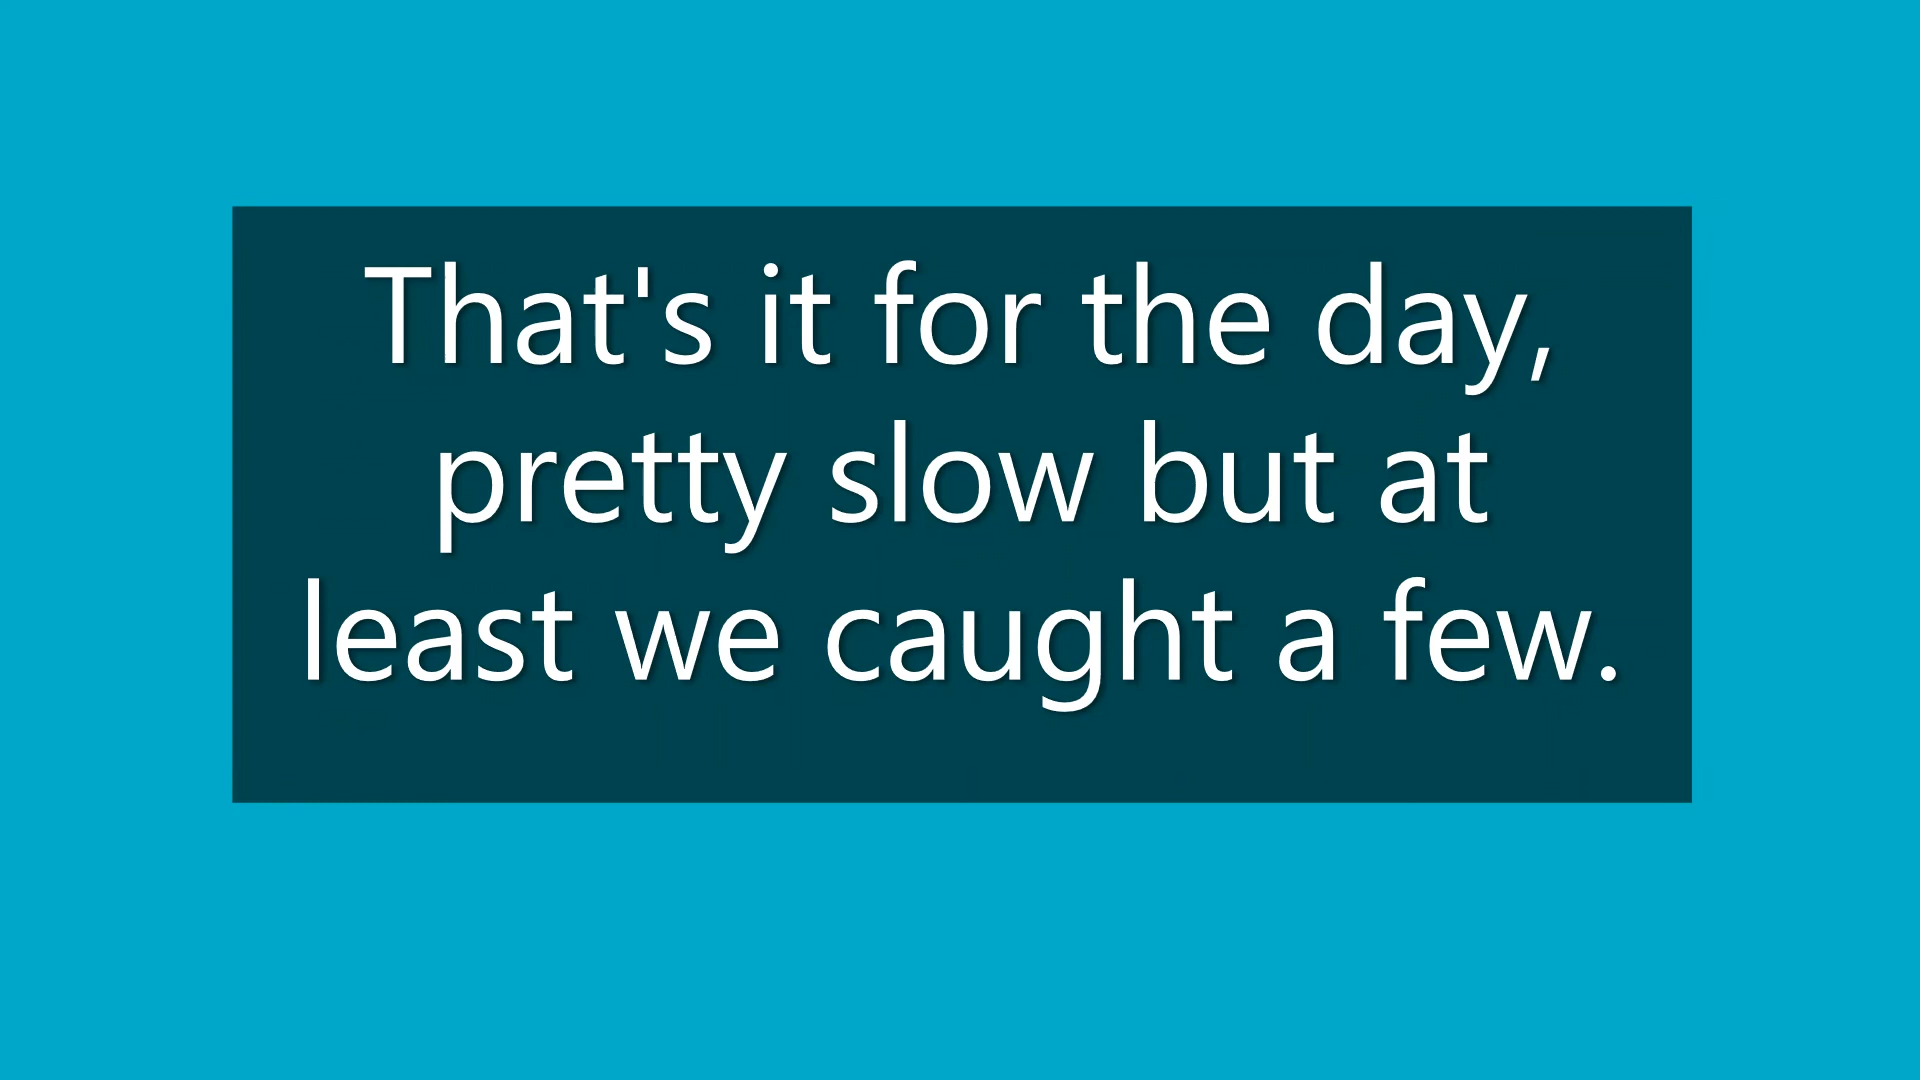 That's it for the day,
pretty slow but at
least we caught a few.